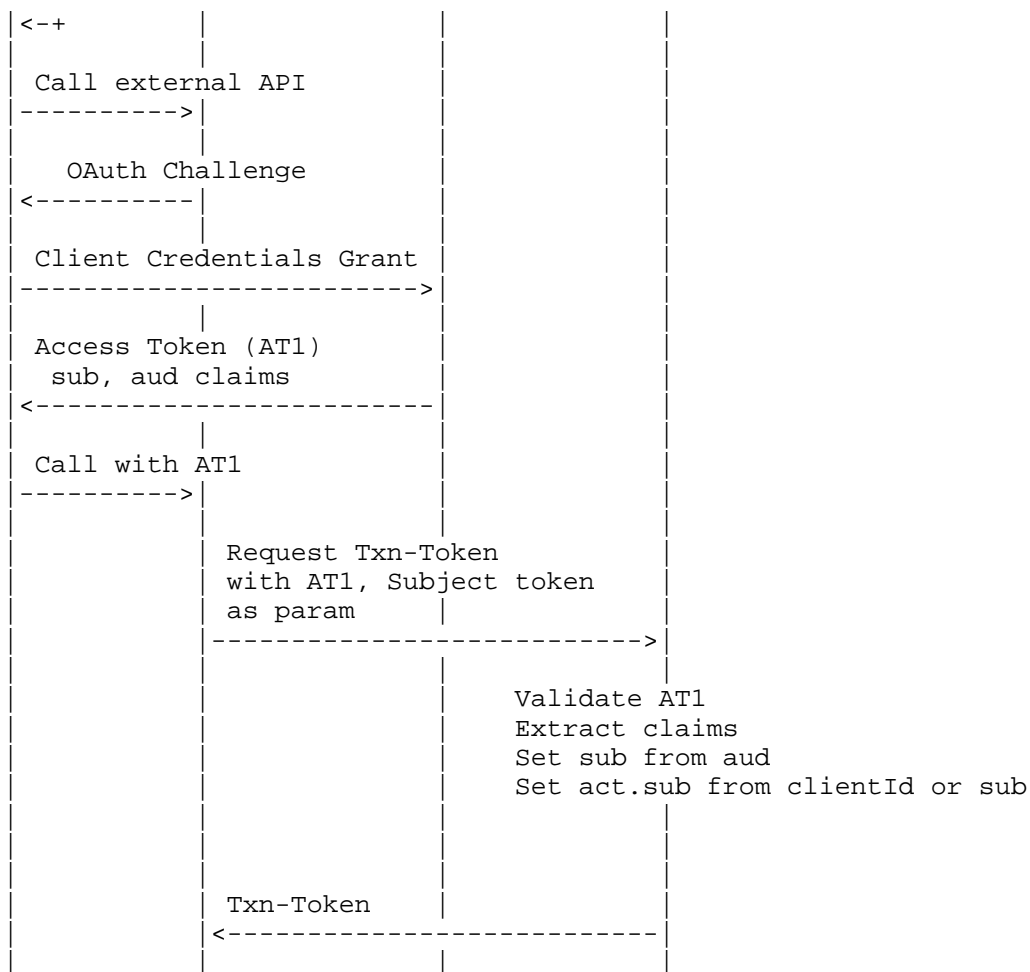 Call external API
OAuth Challenge
Client Credentials Grant
Access Token (AT1)
sub, aud claims
Call with AT1
Request Txn-Token
with AT1, Subject token
as param
Validate AT1
Extract claims
Set sub from aud
Set act.sub from clientId or sub
Txn-Token